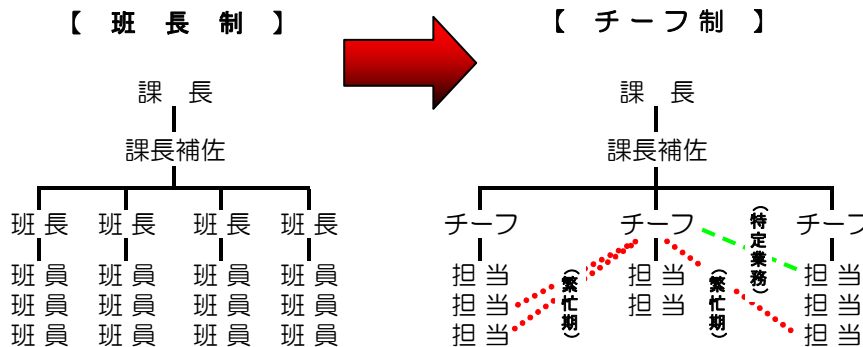 【 班 長 制 】
課 長
課長補佐
班 長 班 長 班 長 班 長
班 員 班 員 班 員 班 員
班 員 班 員 班 員 班 員
班 員 班 員 班 員 班 員
【 チーフ制 】
課 長
課長補佐
チーフ チーフ チーフ
(特定業務)
担 当 担 当 担 当
担 当 担 当 担 当
担 当 担 当
(繁忙期)
(繁忙期)